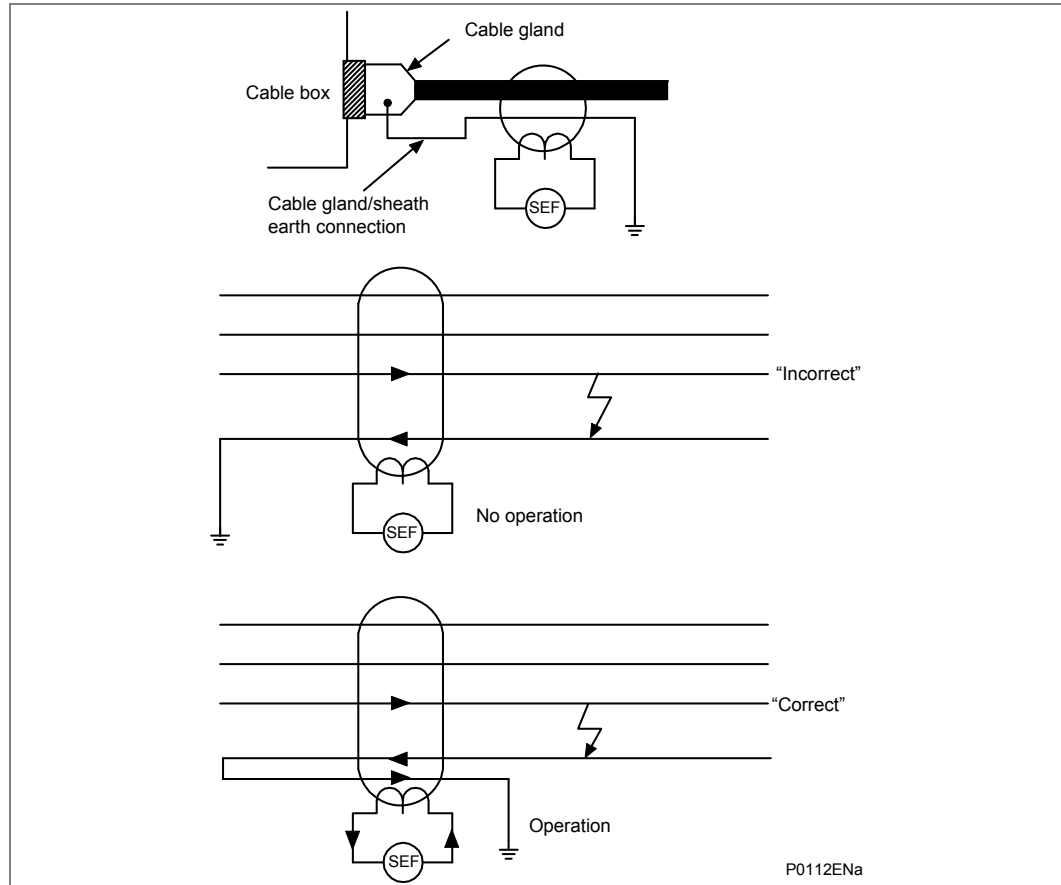 Cable gland
Cable box
Cable gland/sheath
earth connection
SEF
“Incorrect”
No operation
SEF
“Correct”
Operation
SEF
P0112ENa